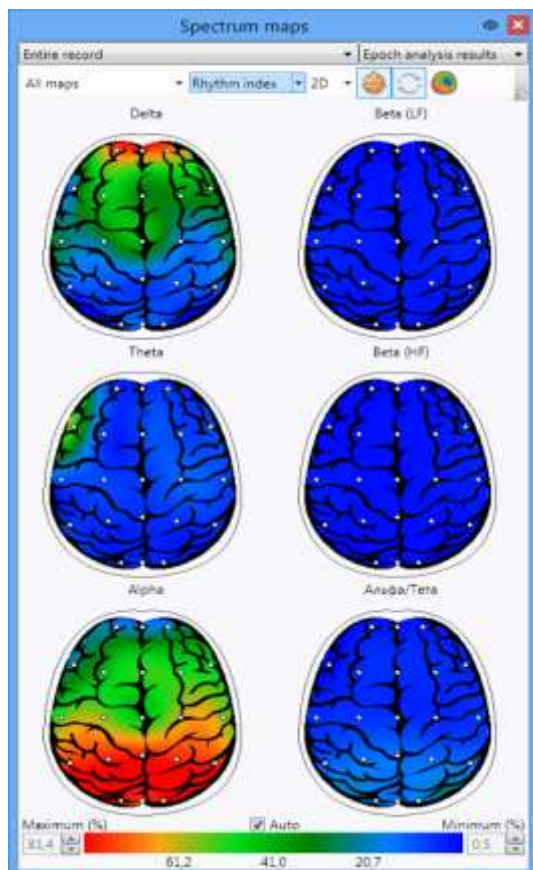 Spectrum maps
Entire record Epoch analysis results
All maps Rhythm index 2D
Delta Beta (LF)
Theta Beta (HF)
Alpha Альфа/Тета
Maximum (%) Auto Minimum (%)
81,4 0,5
61,2 41,0 20,7